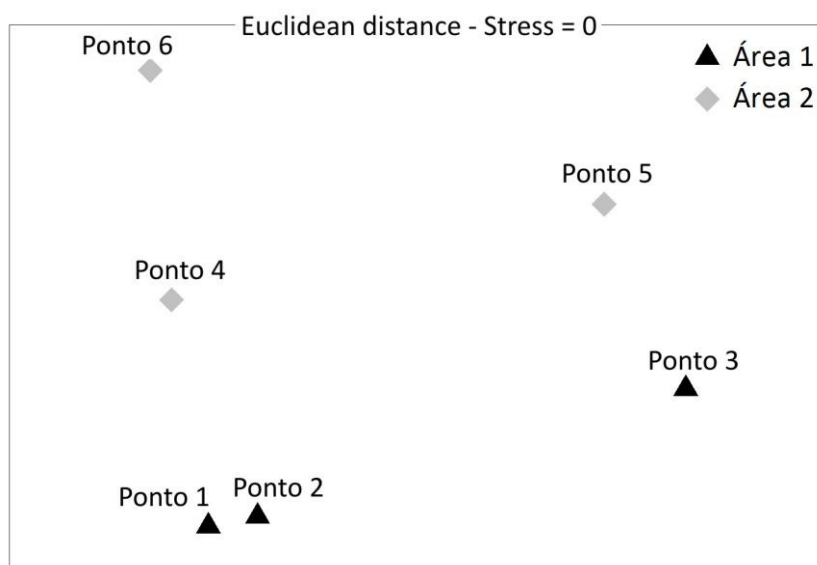 Euclidean distance - Stress = 0
Ponto 6
Área 1
Área 2
Ponto 5
Ponto 4
Ponto 3
Ponto 1
Ponto 2